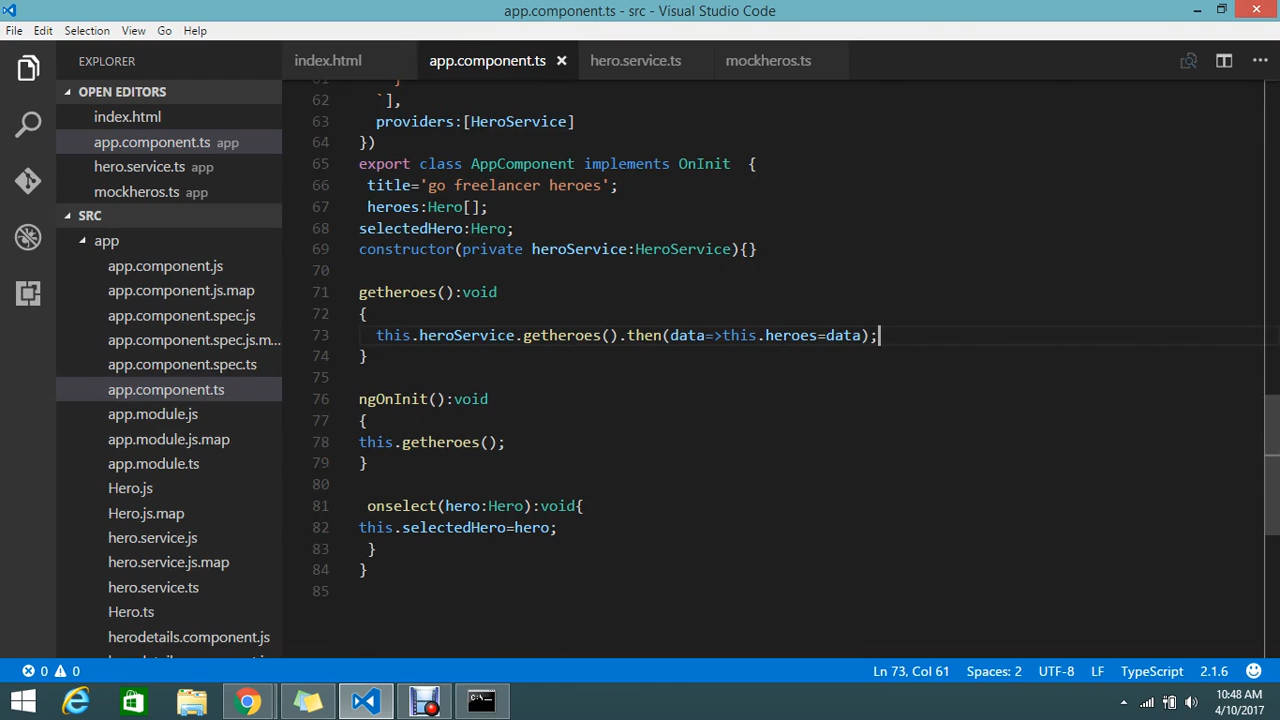 app.component.ts - src - Visual Studio Code
File Edit Selection View Go Help
EXPLORER
OPEN EDITORS
index.html
app.component.ts app
hero.service.ts app
mockheros.ts app
SRC
app
app.component.js
app.component.js.map
app.component.spec.js
app.component.spec.js.m...
app.component.spec.ts
app.component.ts
app.module.js
app.module.js.map
app.module.ts
Hero.js
Hero.js.map
hero.service.js
hero.service.js.map
hero.service.ts
Hero.ts
herodetails.component.js
index.html app.component.ts hero.service.ts mockheros.ts
62 `],
63 providers:[HeroService]
64 })
65 export class AppComponent implements OnInit {
66 title='go freelancer heroes';
67 heroes:Hero[];
68 selectedHero:Hero;
69 constructor(private heroService:HeroService){}
70
71 getheroes():void
72 {
73 this.heroService.getheroes().then(data=>this.heroes=data);
74 }
75
76 ngOnInit():void
77 {
78 this.getheroes();
79 }
80
81 onselect(hero:Hero):void{
82 this.selectedHero=hero;
83 }
84 }
85
0 0 Ln 73, Col 61 Spaces: 2 UTF-8 LF TypeScript 2.1.6
10:48 AM
4/10/2017